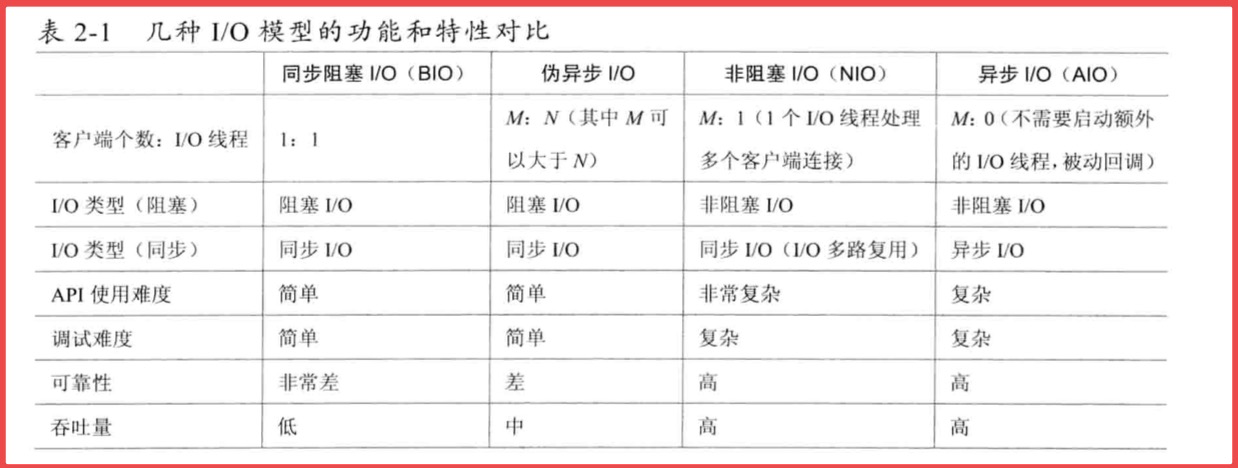 表 2-1 几种 I/O 模型的功能和特性对比
同步阻塞 I/O（BIO） 伪异步 I/O 非阻塞 I/O（NIO） 异步 I/O（AIO）
客户端个数：I/O 线程 1：1 M：N（其中 M 可以大于 N） M：1（1 个 I/O 线程处理多个客户端连接） M：0（不需要启动额外的 I/O 线程，被动回调）
I/O 类型（阻塞） 阻塞 I/O 阻塞 I/O 非阻塞 I/O 非阻塞 I/O
I/O 类型（同步） 同步 I/O 同步 I/O 同步 I/O（I/O 多路复用） 异步 I/O
API 使用难度 简单 简单 非常复杂 复杂
调试难度 简单 简单 复杂 复杂
可靠性 非常差 差 高 高
吞吐量 低 中 高 高